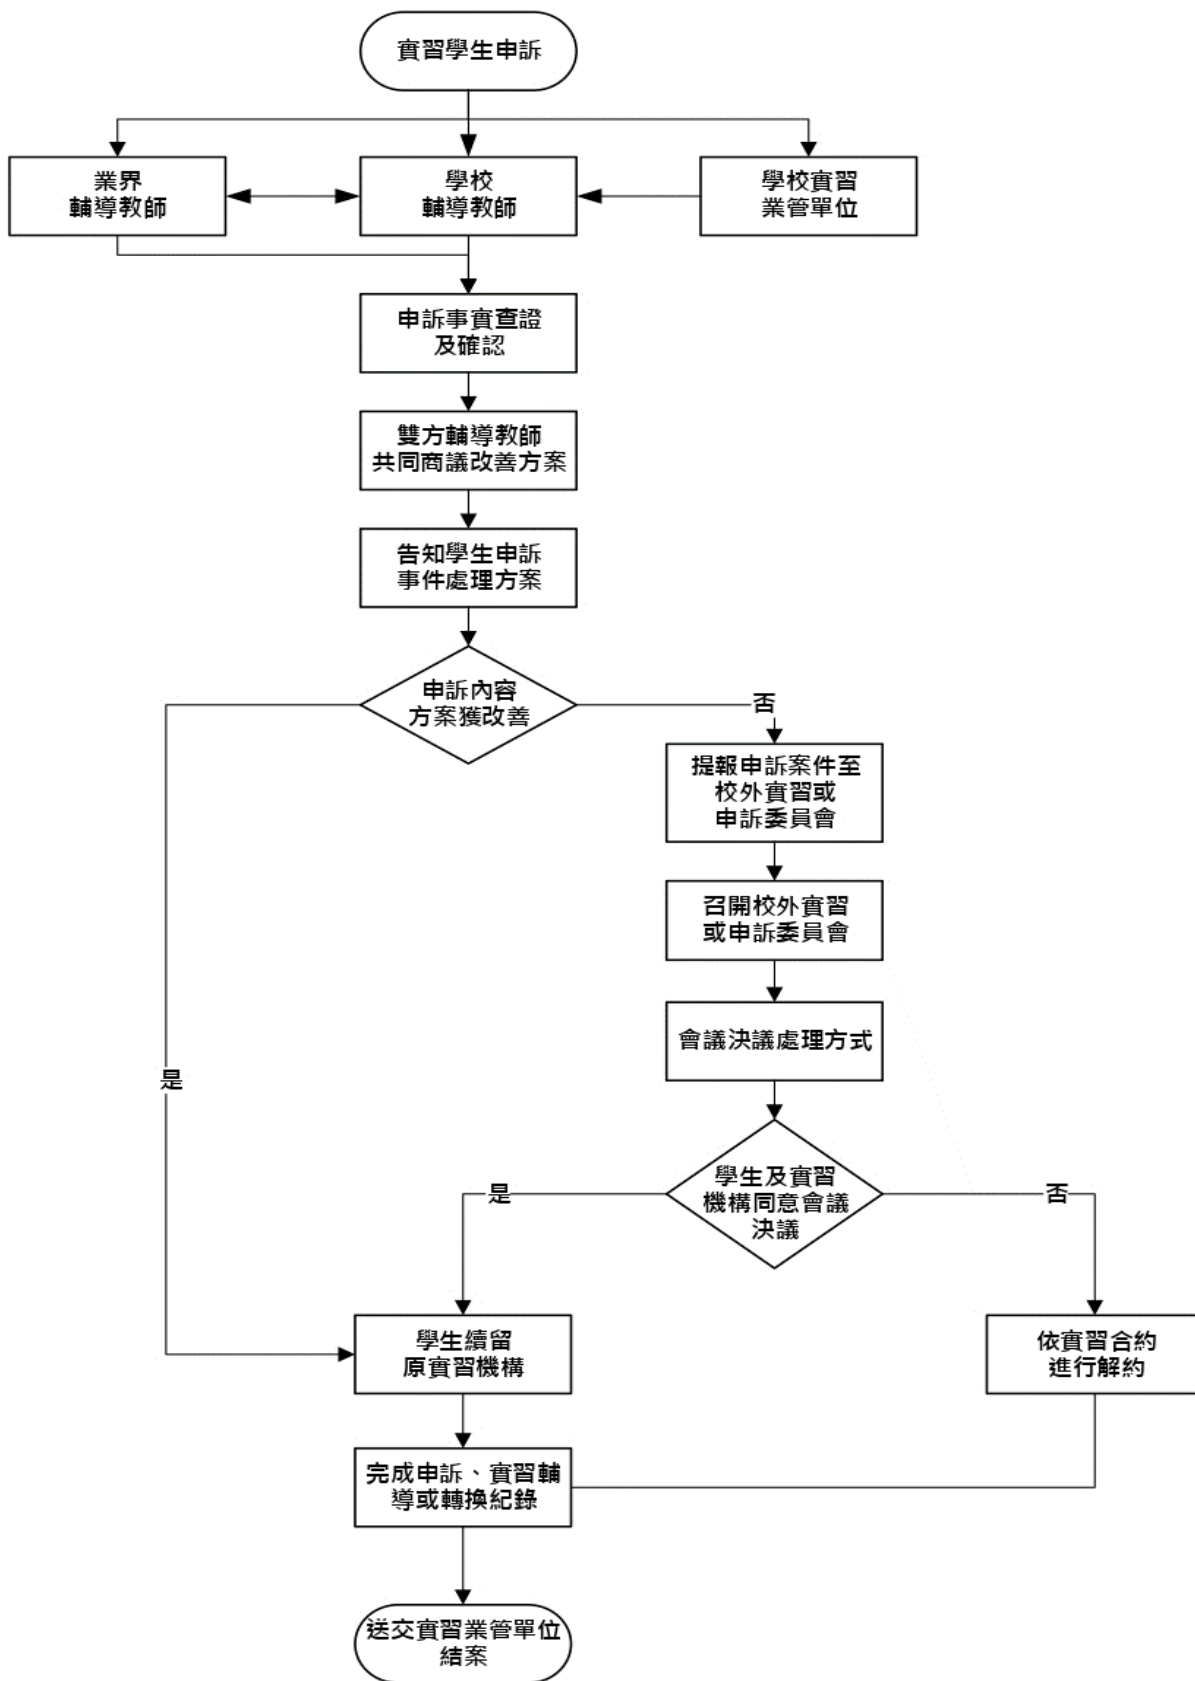 實習學生申訴
業界
輔導教師
學校
輔導教師
學校實習
業管單位
申訴事實查證
及確認
雙方輔導教師
共同商議改善方案
告知學生申訴
事件處理方案
申訴內容
方案獲改善
否
提報申訴案件至
校外實習或
申訴委員會
召開校外實習
或申訴委員會
會議決議處理方式
是
學生及實習
機構同意會議
決議
是
否
學生續留
原實習機構
依實習合約
進行解約
完成申訴、實習輔
導或轉換紀錄
送交實習業管單位
結案